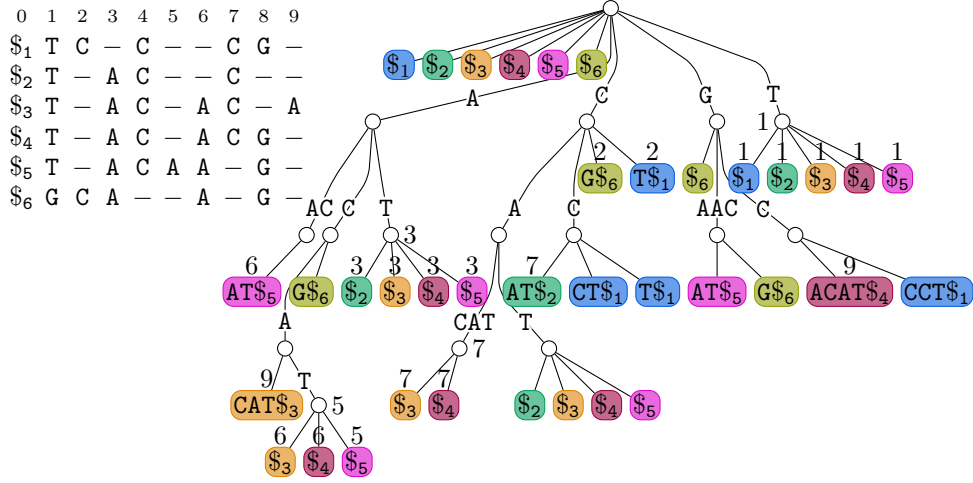 0 1 2 3 4 5 6 7 8 9
$1 T C – C – – C G –
$2 T – A C – – C – –
$3 T – A C – A C – A
$4 T – A C – A C G –
$5 T – A C A A – G –
$6 G C A – – A – G –
$1 $2 $3 $4 $5 $6
A C G T
1
2 2 1 1 1 1 1
G$6 T$1 $6 $1 $2 $3 $4 $5
AC C T A C AAC C
3
6 3 3 3 3 7 9
AT$5 G$6 $2 $3 $4 $5 AT$2 CT$1 T$1 AT$5 G$6 ACAT$4 CCT$1
A CAT T
7
9 T 7 7
CAT$3 5 $3 $4 $2 $3 $4 $5
6 6 5
$3 $4 $5